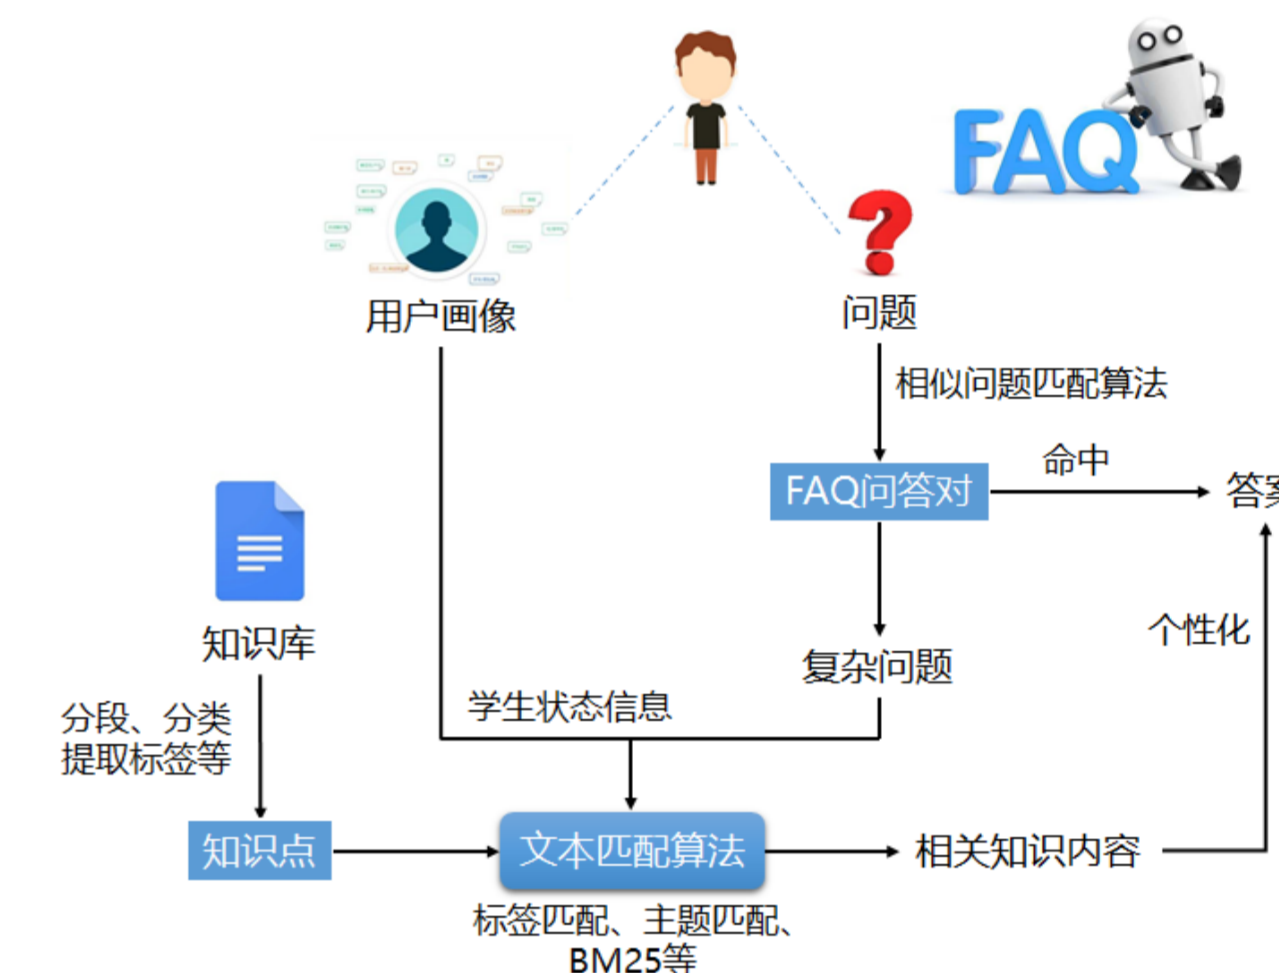 FAQ
用户画像
问题
相似问题匹配算法
命中
FAQ问答对
答案
知识库
复杂问题
个性化
学生状态信息
分段、分类
提取标签等
知识点
文本匹配算法
相关知识内容
标签匹配、主题匹配、
BM25等